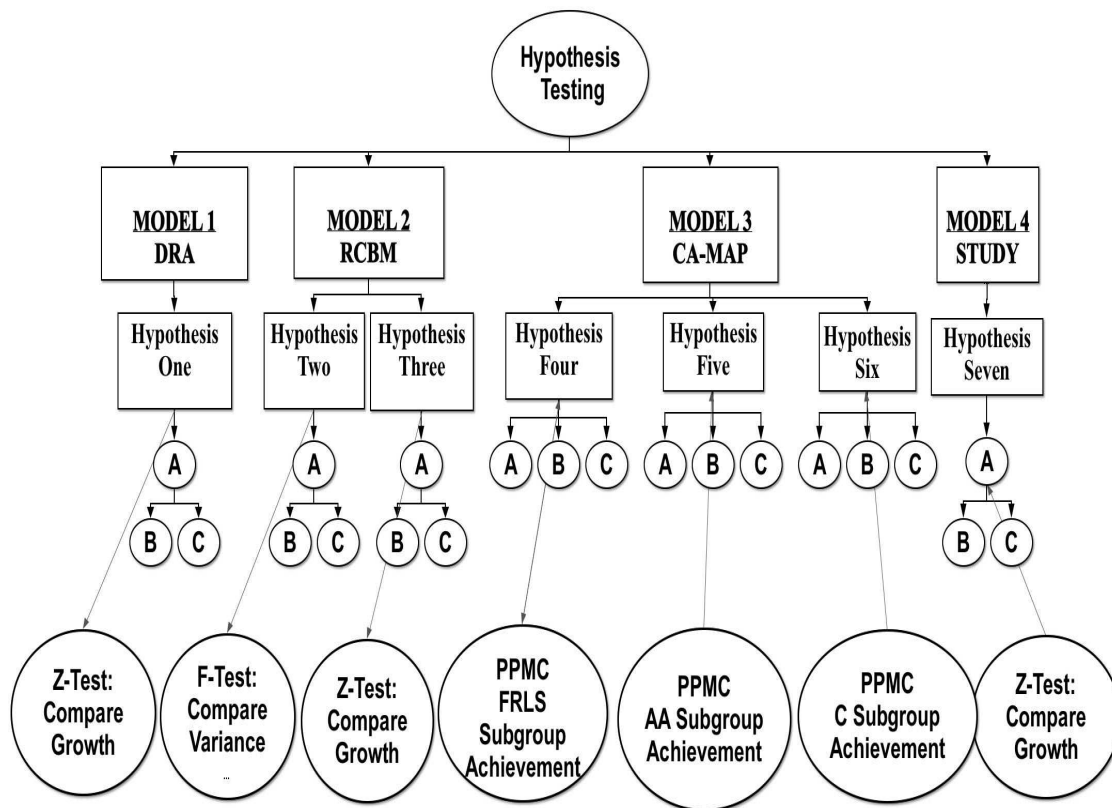 Hypothesis
Testing
MODEL 1
DRA
MODEL 2
RCBM
MODEL 3
CA-MAP
MODEL 4
STUDY
Hypothesis
One
Hypothesis
Two
Hypothesis
Three
Hypothesis
Four
Hypothesis
Five
Hypothesis
Six
Hypothesis
Seven
A
A
A
A
B
C
A
B
C
A
B
C
A
B
C
B
C
B
C
B
C
Z-Test:
Compare
Growth
F-Test:
Compare
Variance
...
Z-Test:
Compare
Growth
PPMC
FRLS
Subgroup
Achievement
PPMC
AA Subgroup
Achievement
PPMC
C Subgroup
Achievement
Z-Test:
Compare
Growth